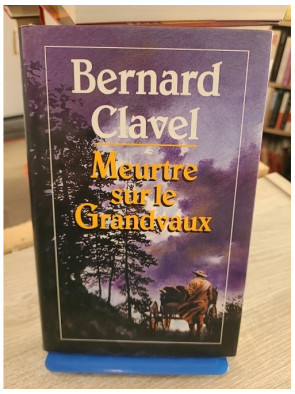 Bernard
Clavel
Meurtre
sur le
Grandvaux